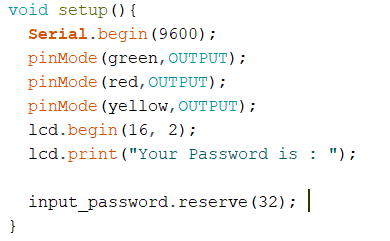 void setup(){
  Serial.begin(9600);
  pinMode(green,OUTPUT);
  pinMode(red,OUTPUT);
  pinMode(yellow,OUTPUT);
  lcd.begin(16, 2);
  lcd.print("Your Password is : ");

  input_password.reserve(32);
}